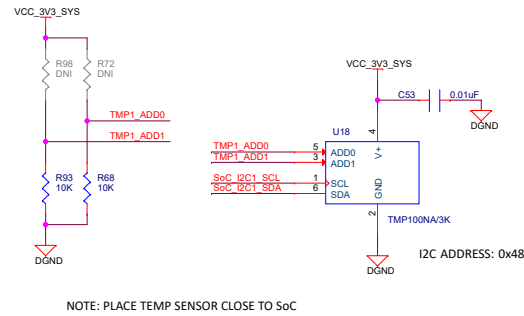 VCC_3V3_SYS
R98
DNI
R72
DNI
TMP1_ADD0
TMP1_ADD1
R93
10K
R68
10K
DGND
VCC_3V3_SYS
C53
0.01uF
DGND
U18
4
V+
TMP1_ADD0
5
ADD0
TMP1_ADD1
3
ADD1
SoC_I2C1_SCL
1
SCL
SoC_I2C1_SDA
6
SDA
GND
2
TMP100NA/3K
DGND
I2C ADDRESS: 0x48
NOTE: PLACE TEMP SENSOR CLOSE TO SoC